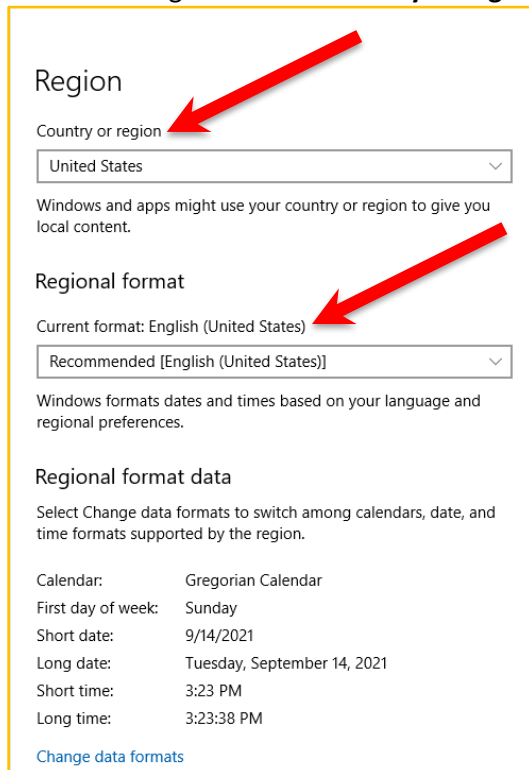 Region
Country or region
United States
Windows and apps might use your country or region to give you
local content.
Regional format
Current format: English (United States)
Recommended [English (United States)]
Windows formats dates and times based on your language and
regional preferences.
Regional format data
Select Change data formats to switch among calendars, date, and
time formats supported by the region.
Calendar: Gregorian Calendar
First day of week: Sunday
Short date: 9/14/2021
Long date: Tuesday, September 14, 2021
Short time: 3:23 PM
Long time: 3:23:38 PM
Change data formats